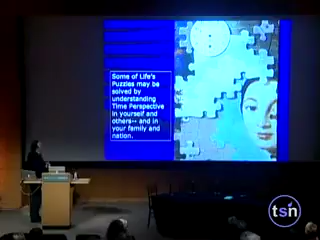 Some of Life's
Puzzles may be
solved by
understanding
Time Perspective
in yourself and
others-- and in
your family and
nation.
tsn